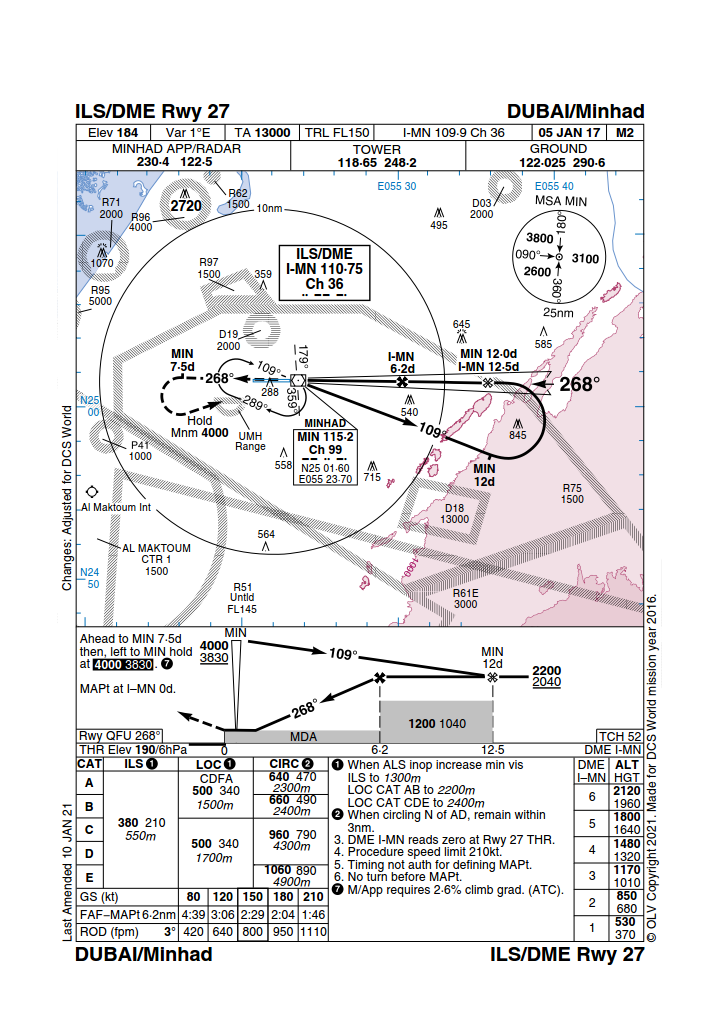 ILS/DME Rwy 27 DUBAI/Minhad
Elev 184 Var 1°E TA 13000 TRL FL150 I-MN 109·9 Ch 36 05 JAN 17 M2
MINHAD APP/RADAR TOWER GROUND
230·4 122·5 118·65 248·2 122·025 290·6
E055 30
E055 40
R71
2000
R96
4000
2720
R62
1500
10nm
D03
2000
495
MSA MIN
180°
3800
090°
3100
2600
360°
25nm
1070
R95
5000
R97
1500
359
ILS/DME
I-MN 110·75
Ch 36
D19
2000
645
585
MIN
7·5d
268°
109°
179°
I-MN
6·2d
MIN 12·0d
I-MN 12·5d
268°
288
289°
359°
N25
00
Hold
Mnm 4000
540
109°
845
UMH
Range
MINHAD
MIN 115·2
Ch 99
N25 01·60
E055 23·70
P41
1000
558
715
MIN
12d
R75
1500
Al Maktoum Int
D18
13000
564
AL MAKTOUM
CTR 1
1500
1000
N24
50
R51
Untld
FL145
R61E
3000
Ahead to MIN 7·5d
then, left to MIN hold
at 4000 3830 . 7
MAPt at I–MN 0d.
MIN
4000
3830
109°
MIN
12d
2200
2040
268°
1200 1040
MDA
Rwy QFU 268°
TCH 52
THR Elev 190/6hPa 0 6·2 12·5 DME I-MN
CAT ILS 1 LOC 1 CIRC 2
A
B
C
D
E
380 210
550m
CDFA
500 340
1500m
500 340
1700m
640 470
2300m
660 490
2400m
960 790
4300m
1060 890
4900m
GS (kt) 80 120 150 180 210
FAF–MAPt 6·2nm 4:39 3:06 2:29 2:04 1:46
ROD (fpm) 3° 420 640 800 950 1110
1 When ALS inop increase min vis
ILS to 1300m
LOC CAT AB to 2200m
LOC CAT CDE to 2400m
2 When circling N of AD, remain within
3nm.
3. DME I-MN reads zero at Rwy 27 THR.
4. Procedure speed limit 210kt.
5. Timing not auth for defining MAPt.
6. No turn before MAPt.
7 M/App requires 2·6% climb grad. (ATC).
DME ALT
I–MN HGT
6 2120
1960
5 1800
1640
4 1480
1320
3 1170
1010
2 850
680
1 530
370
DUBAI/Minhad ILS/DME Rwy 27
Changes: Adjusted for DCS World
Last Amended 10 JAN 21
© OLV Copyright 2021. Made for DCS World mission year 2016.